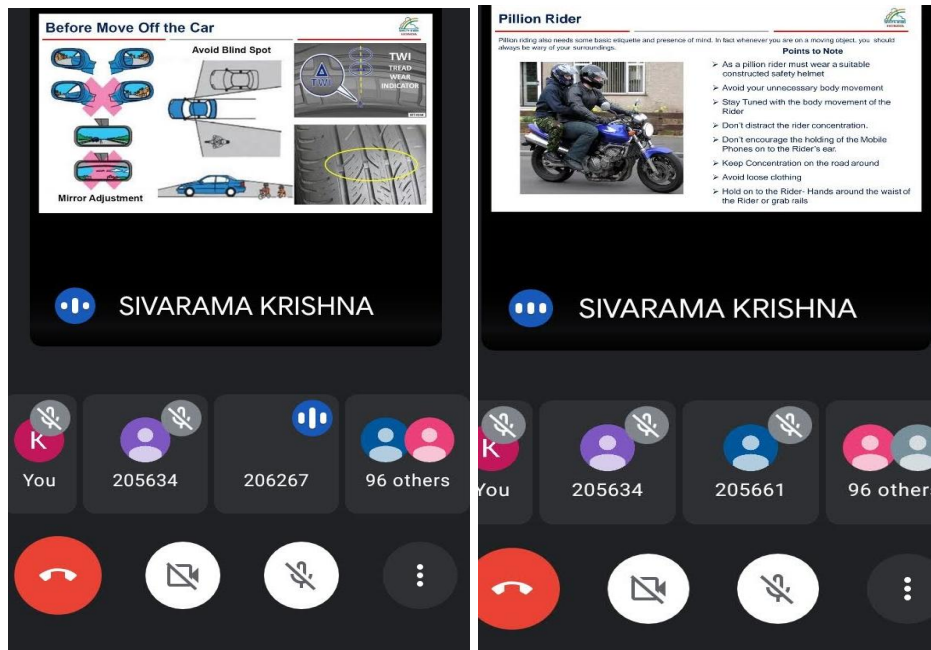 Before Move Off the Car
Avoid Blind Spot
TWI
TREAD
WEAR
INDICATOR
TWI
Mirror Adjustment
SIVARAMA KRISHNA
K
You
205634
206267
96 others
Pillion Rider
Pillion riding also needs some basic etiquette and presence of mind. In fact whenever you are on a moving object, you should
always be wary of your surroundings.
Points to Note
➢ As a pillion rider must wear a suitable
constructed safety helmet
➢ Avoid your unnecessary body movement
➢ Stay Tuned with the body movement of the
Rider
➢ Don't distract the rider concentration.
➢ Don't encourage the holding of the Mobile
Phones on to the Rider's ear.
➢ Keep Concentration on the road around
➢ Avoid loose clothing
➢ Hold on to the Rider- Hands around the waist of
the Rider or grab rails
SIVARAMA KRISHNA
K
You
205634
205661
96 other